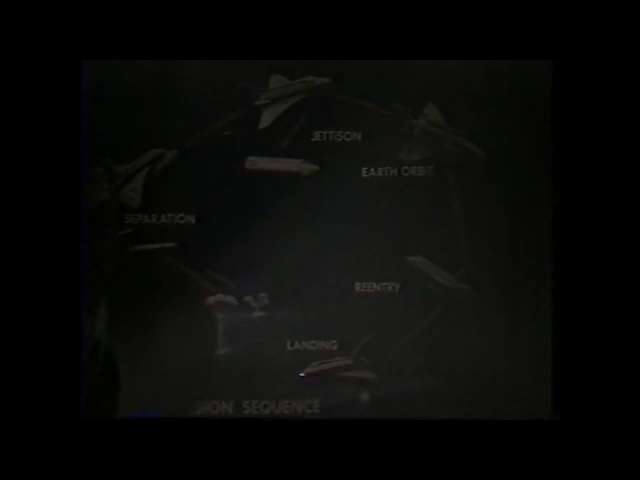 JETTISON
EARTH ORBIT
SEPARATION
REENTRY
LANDING
SION SEQUENCE